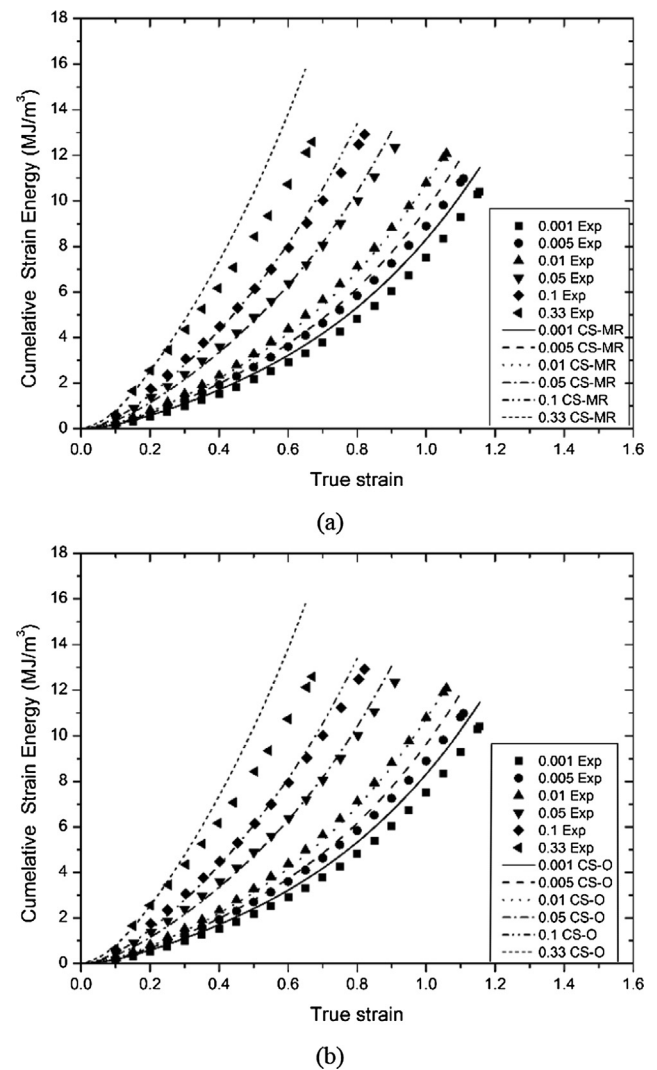 18
16
14
12
10
8
6
4
2
0
Cumelative Strain Energy (MJ/m³)
0.001 Exp
0.005 Exp
0.01 Exp
0.05 Exp
0.1 Exp
0.33 Exp
0.001 CS-MR
0.005 CS-MR
0.01 CS-MR
0.05 CS-MR
0.1 CS-MR
0.33 CS-MR
0.0 0.2 0.4 0.6 0.8 1.0 1.2 1.4 1.6
True strain
(a)
18
16
14
12
10
8
6
4
2
0
Cumelative Strain Energy (MJ/m³)
0.001 Exp
0.005 Exp
0.01 Exp
0.05 Exp
0.1 Exp
0.33 Exp
0.001 CS-O
0.005 CS-O
0.01 CS-O
0.05 CS-O
0.1 CS-O
0.33 CS-O
0.0 0.2 0.4 0.6 0.8 1.0 1.2 1.4 1.6
True strain
(b)